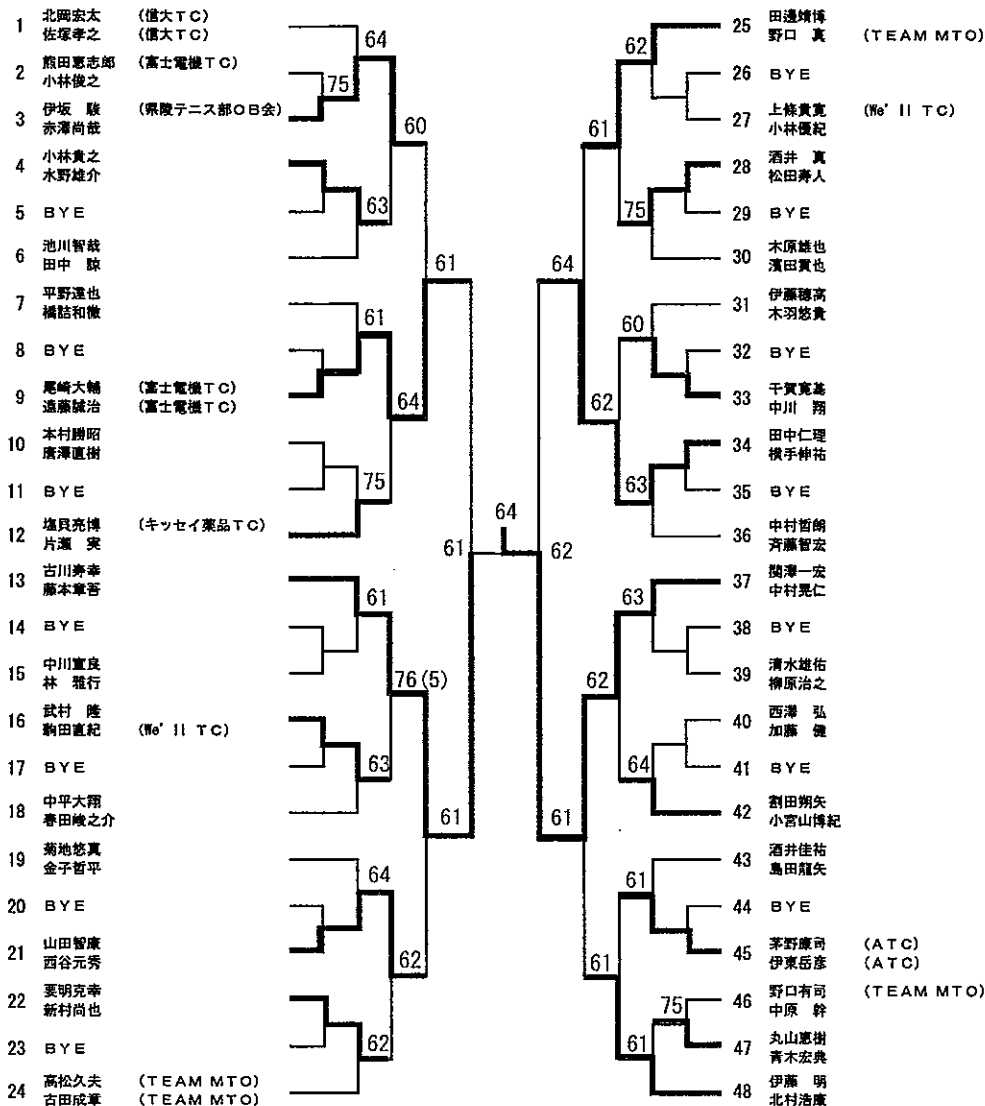 1 北岡宏太 (信大TC)
佐塚孝之 (信大TC)
2 熊田恵志郎 (富士電機TC)
小林俊之
3 伊坂 駿 (県陵テニス部OB会)
赤澤尚哉
4 小林貴之
水野雄介
5 BYE
6 池川智哉
田中 諒
7 平野達也
橋詰和徹
8 BYE
9 尾崎大輔 (富士電機TC)
遠藤誠治 (富士電機TC)
10 本村勝昭
唐澤直樹
11 BYE
12 塩貝亮博 (キッセイ薬品TC)
片瀬 実
13 古川寿幸
藤本章吾
14 BYE
15 中川宣良
林 雅行
16 武村 隆
駒田直紀 (We'll TC)
17 BYE
18 中平大翔
春田峻之介
19 菊地悠真
金子哲平
20 BYE
21 山田智康
西谷元秀
22 要明克幸
新村尚也
23 BYE
24 高松久夫 (TEAM MTO)
古田成章 (TEAM MTO)
64
75
60
63
61
61
64
75
61
61
76(5)
63
61
64
62
62
64
62
62
61
75
64
60
62
63
63
62
64
61
61
61
75
61
25 田邊靖博
野口 真 (TEAM MTO)
26 BYE
27 上條貴寛 (We'll TC)
小林優紀
28 酒井 真
松田寿人
29 BYE
30 木原雄也
濱田貴也
31 伊藤穂高
木羽悠貴
32 BYE
33 千賀寛基
中川 翔
34 田中仁理
横手伸祐
35 BYE
36 中村哲朗
斉藤智宏
37 関澤一宏
中村晃仁
38 BYE
39 清水雄佑
柳原治之
40 西澤 弘
加藤 健
41 BYE
42 割田朔矢
小宮山博紀
43 酒井佳祐
島田龍矢
44 BYE
45 茅野康司 (ATC)
伊東岳彦 (ATC)
46 野口有司 (TEAM MTO)
中原 幹
47 丸山恵樹
青木宏典
48 伊藤 明
北村浩康